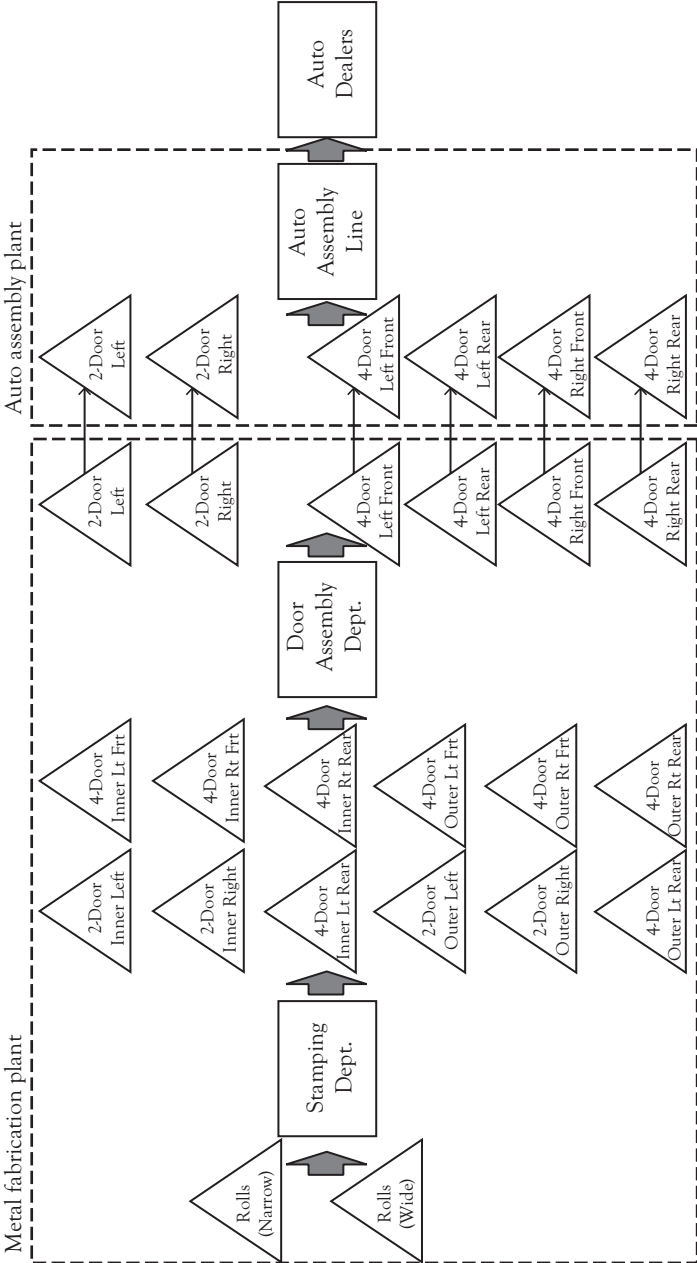 Metal fabrication plant
Auto assembly plant
Rolls
(Narrow)
Rolls
(Wide)
Stamping
Dept.
2-Door
Inner Left
2-Door
Inner Right
4-Door
Inner Lt Rear
2-Door
Outer Left
2-Door
Outer Right
4-Door
Outer Lt Rear
4-Door
Inner Lt Frt
4-Door
Inner Rt Frt
4-Door
Inner Rt Rear
4-Door
Outer Lt Frt
4-Door
Outer Rt Frt
4-Door
Outer Rt Rear
Door
Assembly
Dept.
2-Door
Left
2-Door
Right
4-Door
Left Front
4-Door
Left Rear
4-Door
Right Front
4-Door
Right Rear
2-Door
Left
2-Door
Right
4-Door
Left Front
4-Door
Left Rear
4-Door
Right Front
4-Door
Right Rear
Auto
Assembly
Line
Auto
Dealers